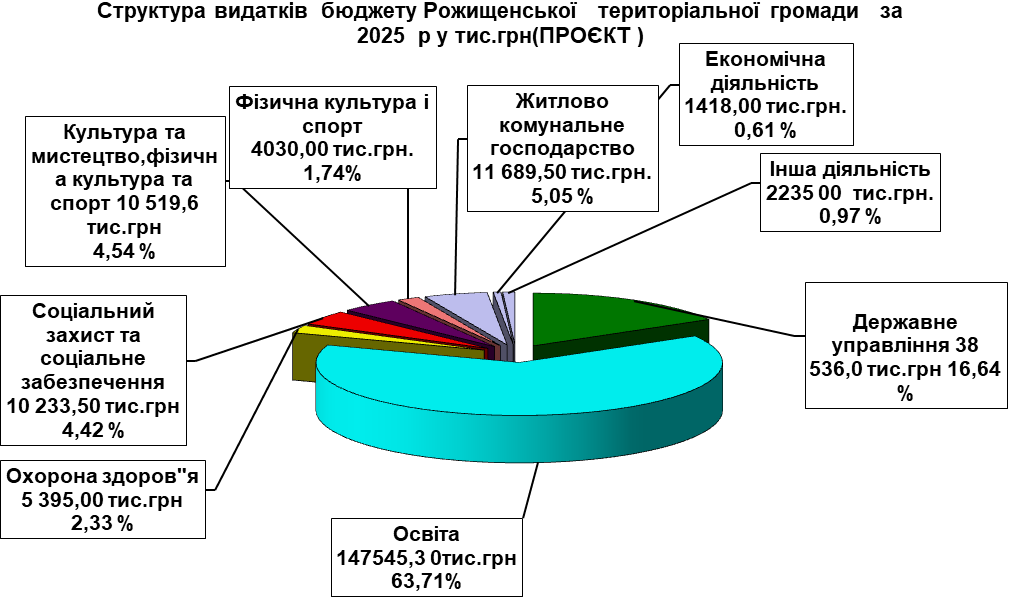 Структура видатків бюджету Рожищенської територіальної громади за
2025 р у тис.грн(ПРОЄКТ )
Економічна
діяльність
1418,00 тис.грн.
0,61 %
Фізична культура і
спорт
4030,00 тис.грн.
1,74%
Житлово
комунальне
господарство
11 689,50 тис.грн.
5,05 %
Культура та
мистецтво,фізичн
а культура та
спорт 10 519,6
тис.грн
4,54 %
Інша діяльність
2235 00 тис.грн.
0,97 %
Соціальний
захист та
соціальне
забезпечення
10 233,50 тис.грн
4,42 %
Державне
управління 38
536,0 тис.грн 16,64
%
Охорона здоров"я
5 395,00 тис.грн
2,33 %
Освіта
147545,3 0тис.грн
63,71%